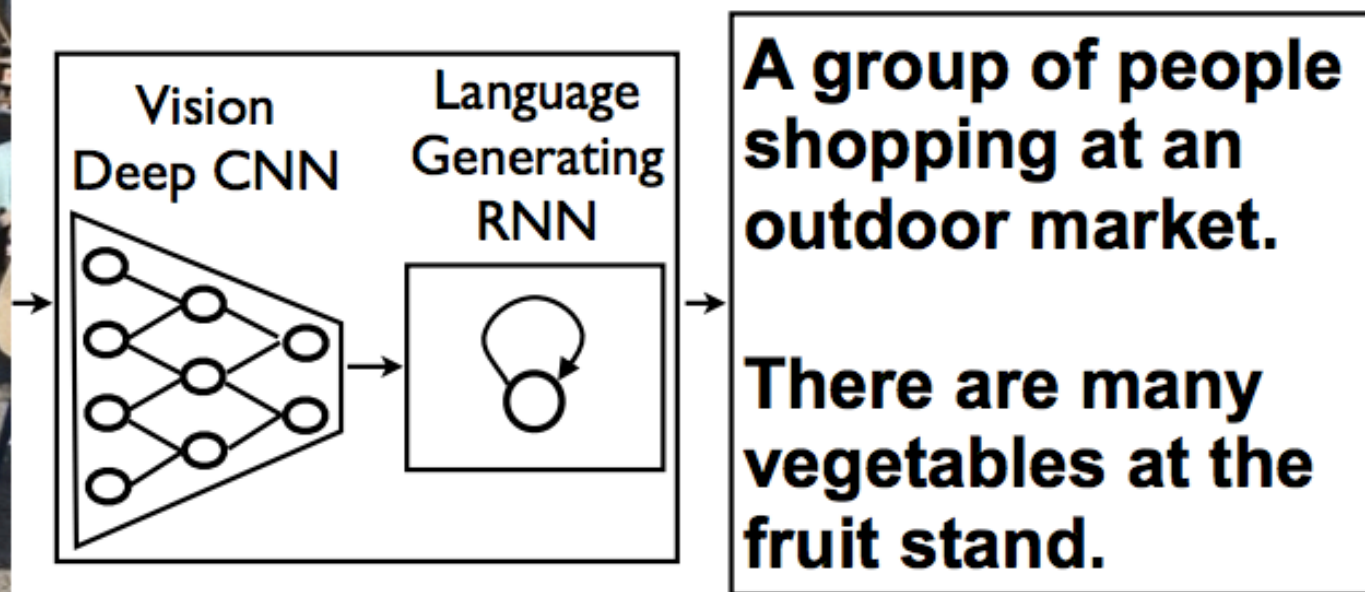 Vision
Deep CNN
Language
Generating
RNN
A group of people
shopping at an
outdoor market.
There are many
vegetables at the
fruit stand.